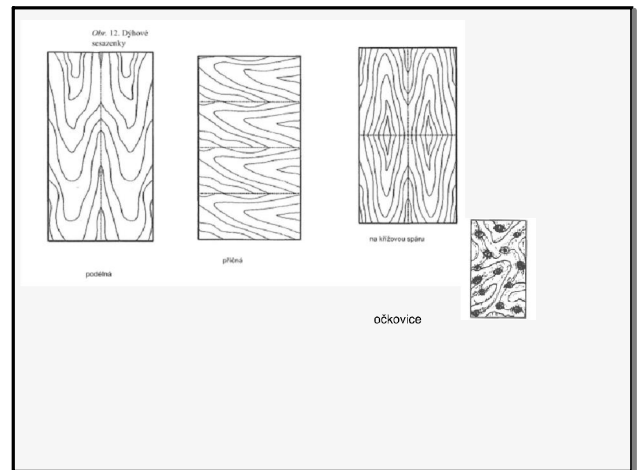 Obr. 12. Dýhové
sesazenky
podélná
příčná
na křížovou spáru
očkovice